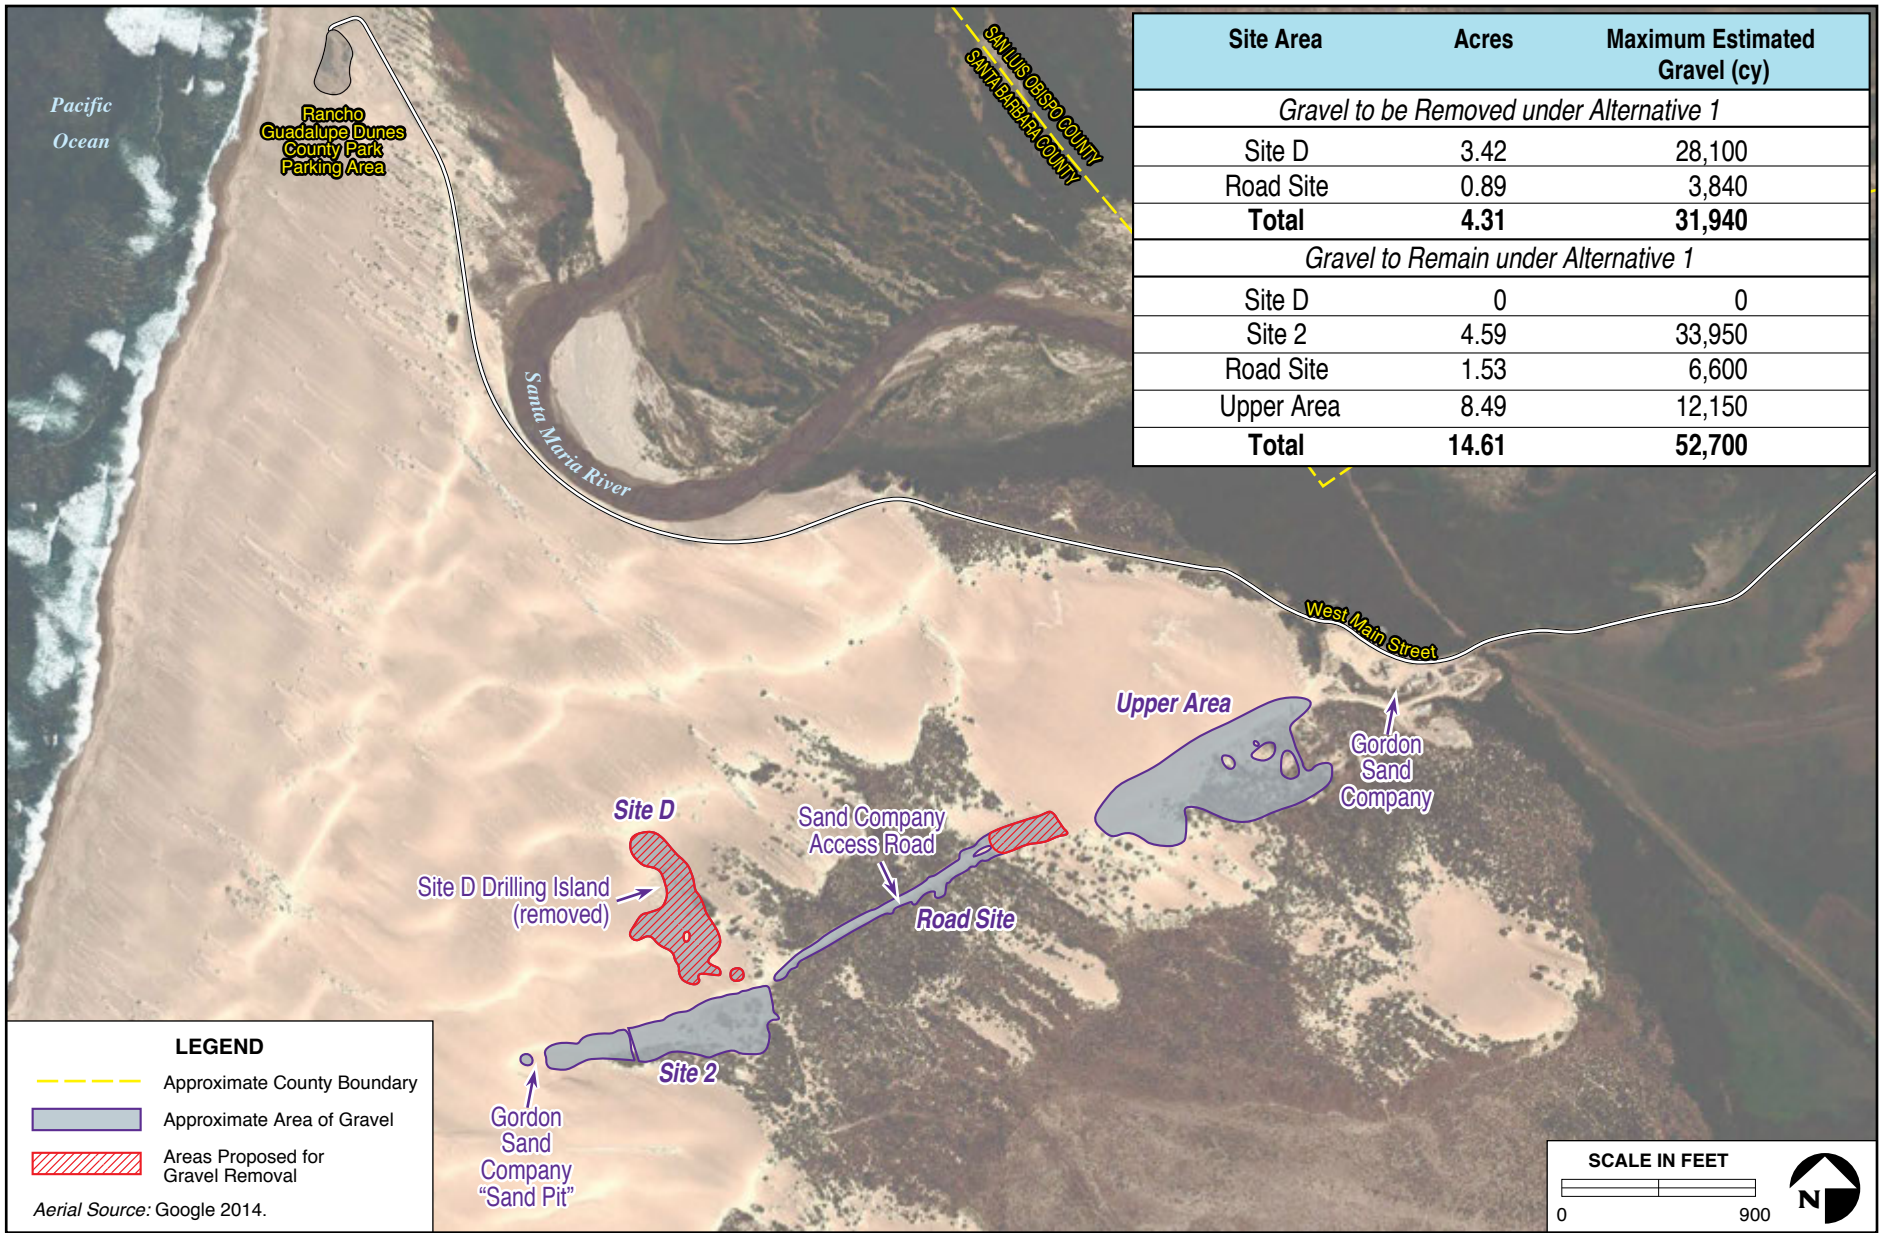 Pacific
Ocean
Rancho
Guadalupe Dunes
County Park
Parking Area
SAN LUIS OBISPO COUNTY
SANTA BARBARA COUNTY
Site Area Acres Maximum Estimated
Gravel (cy)
Gravel to be Removed under Alternative 1
Site D 3.42 28,100
Road Site 0.89 3,840
Total 4.31 31,940
Gravel to Remain under Alternative 1
Site D 0 0
Site 2 4.59 33,950
Road Site 1.53 6,600
Upper Area 8.49 12,150
Total 14.61 52,700
Santa Maria River
West Main Street
Upper Area
Gordon
Sand
Company
Site D
Sand Company
Access Road
Site D Drilling Island
(removed)
Road Site
Site 2
Gordon
Sand
Company
“Sand Pit”
LEGEND
Approximate County Boundary
Approximate Area of Gravel
Areas Proposed for
Gravel Removal
Aerial Source: Google 2014.
SCALE IN FEET
0 900
N